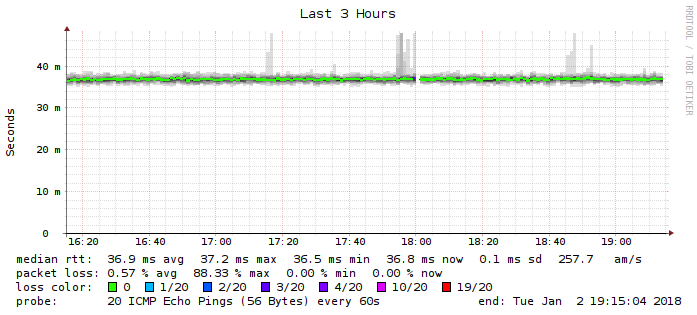 Last 3 Hours
RRDTOOL / TOBI OETIKER
Seconds
40 m
30 m
20 m
10 m
0
16:20 16:40 17:00 17:20 17:40 18:00 18:20 18:40 19:00
median rtt: 36.9 ms avg 37.2 ms max 36.5 ms min 36.8 ms now 0.1 ms sd 257.7 am/s
packet loss: 0.57 % avg 88.33 % max 0.00 % min 0.00 % now
loss color: 0 1/20 2/20 3/20 4/20 10/20 19/20
probe: 20 ICMP Echo Pings (56 Bytes) every 60s end: Tue Jan 2 19:15:04 2018